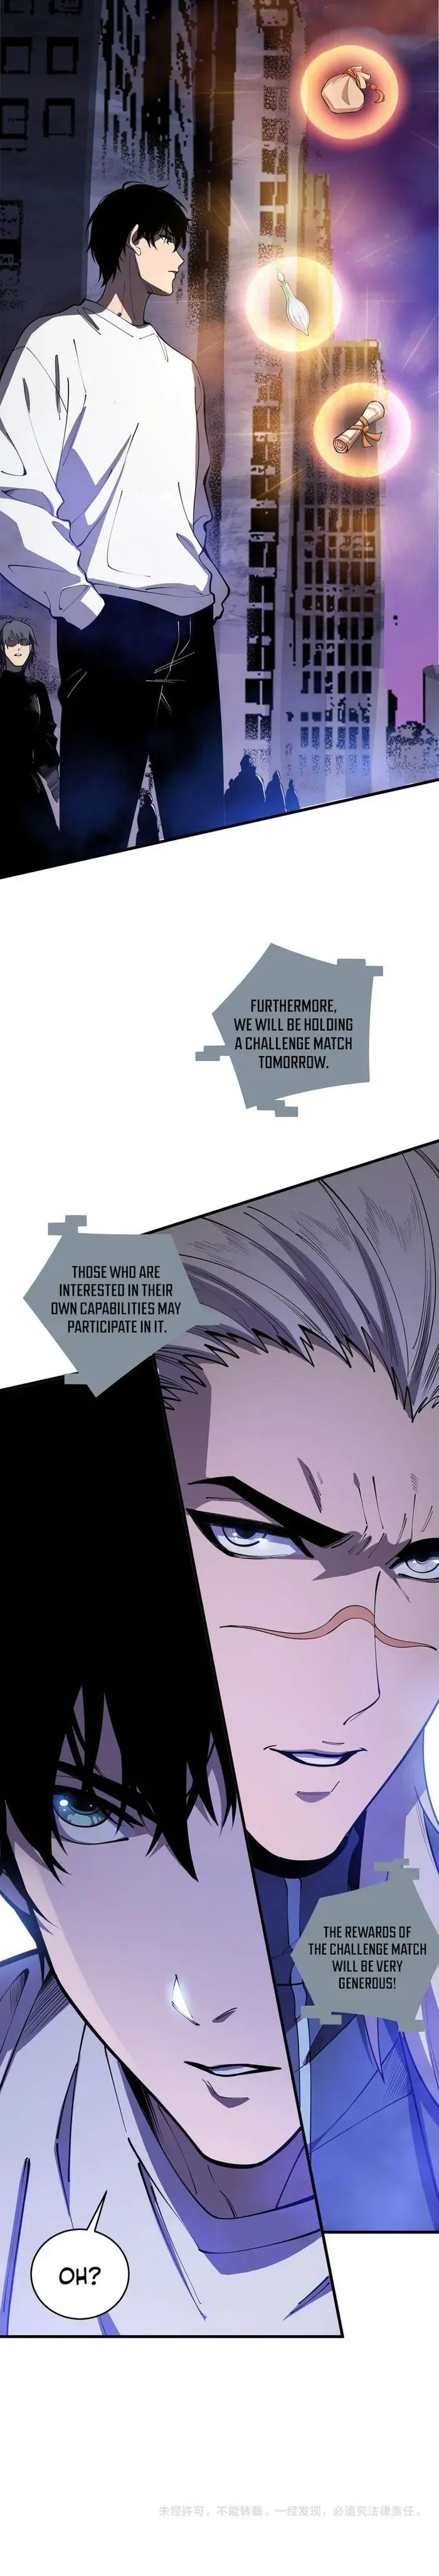 FURTHERMORE,
WE WILL BE HOLDING
A CHALLENGE MATCH
TOMORROW.
THOSE WHO ARE
INTERESTED IN THEIR
OWN CAPABILITIES MAY
PARTICIPATE IN IT.
THE REWARDS OF
THE CHALLENGE MATCH
WILL BE VERY
GENEROUS!
OH?
未经许可，不能转载。一经发现，必追究法律责任。